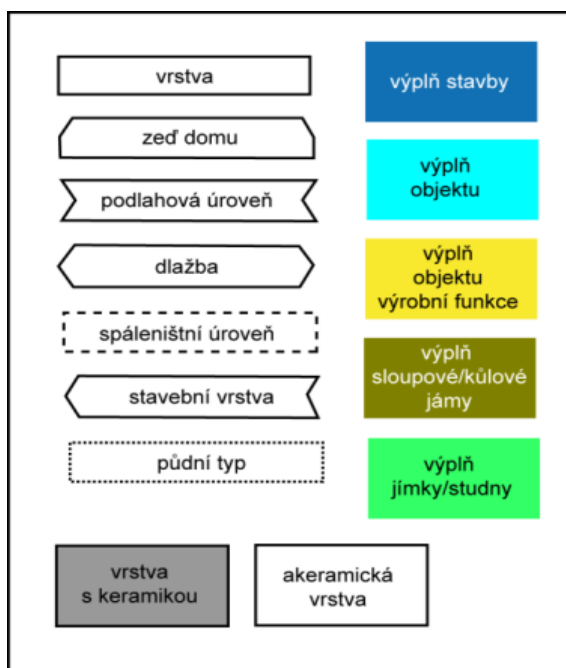 vrstva
zeď domu
podlahová úroveň
dlažba
spáleništní úroveň
stavební vrstva
půdní typ
výplň stavby
výplň
objektu
výplň
objektu
výrobní funkce
výplň
sloupové/kůlové
jámy
výplň
jímky/studny
vrstva
s keramikou
akeramická
vrstva